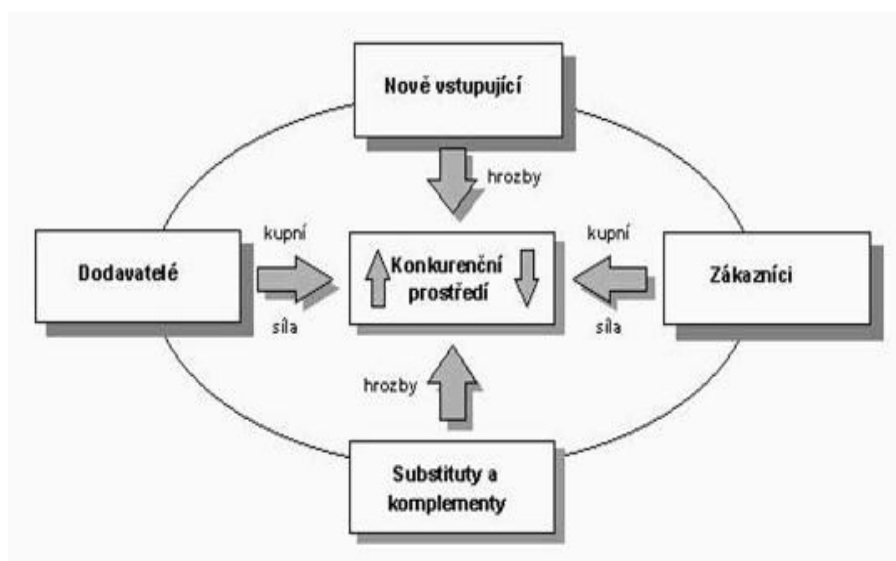 Nově vstupující
hrozby
kupní
Dodavatelé
síla
Konkurenční
prostředí
kupní
Zákazníci
síla
hrozby
Substituty a
komplementy